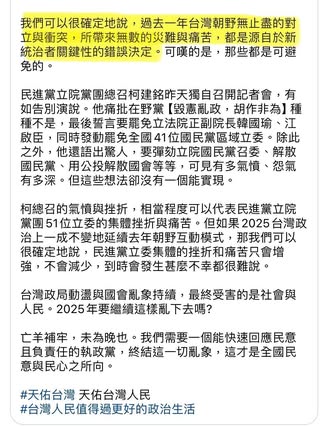 我們可以很確定地說，過去一年台灣朝野無止盡的對
立與衝突，所帶來無數的災難與痛苦，都是源自於新
統治者關鍵性的錯誤決定。可嘆的是，那些都是可避
免的。
民進黨立院黨團總召柯建銘昨天獨自召開記者會，有
如告別演說。他痛批在野黨【毀憲亂政，胡作非為】種
種不是，最後誓言要罷免立法院正副院長韓國瑜、江
啟臣，同時發動罷免全國41位國民黨區域立委。除此
之外，他還語出驚人，要彈劾立院國民黨召委、解散
國民黨、用公投解散國會等等，可見有多氣憤、怨氣
有多深。但這些想法卻沒有一個能實現。
柯總召的氣憤與挫折，相當程度可以代表民進黨立院
黨團51位立委的集體挫折與痛苦。但如果2025台灣政
治上一成不變地延續去年朝野互動模式，那我們可以
很確定地說，民進黨立委集體的挫折和痛苦只會增
強，不會減少，到時會發生甚麼不幸都很難說。
台灣政局動盪與國會亂象持續，最終受害的是社會與
人民。2025年要繼續這樣亂下去嗎?
亡羊補牢，未為晚也。我們需要一個能快速回應民意
且負責任的執政黨，終結這一切亂象，這才是全國民
意與民心之所向。
#天佑台灣 天佑台灣人民
#台灣人民值得過更好的政治生活